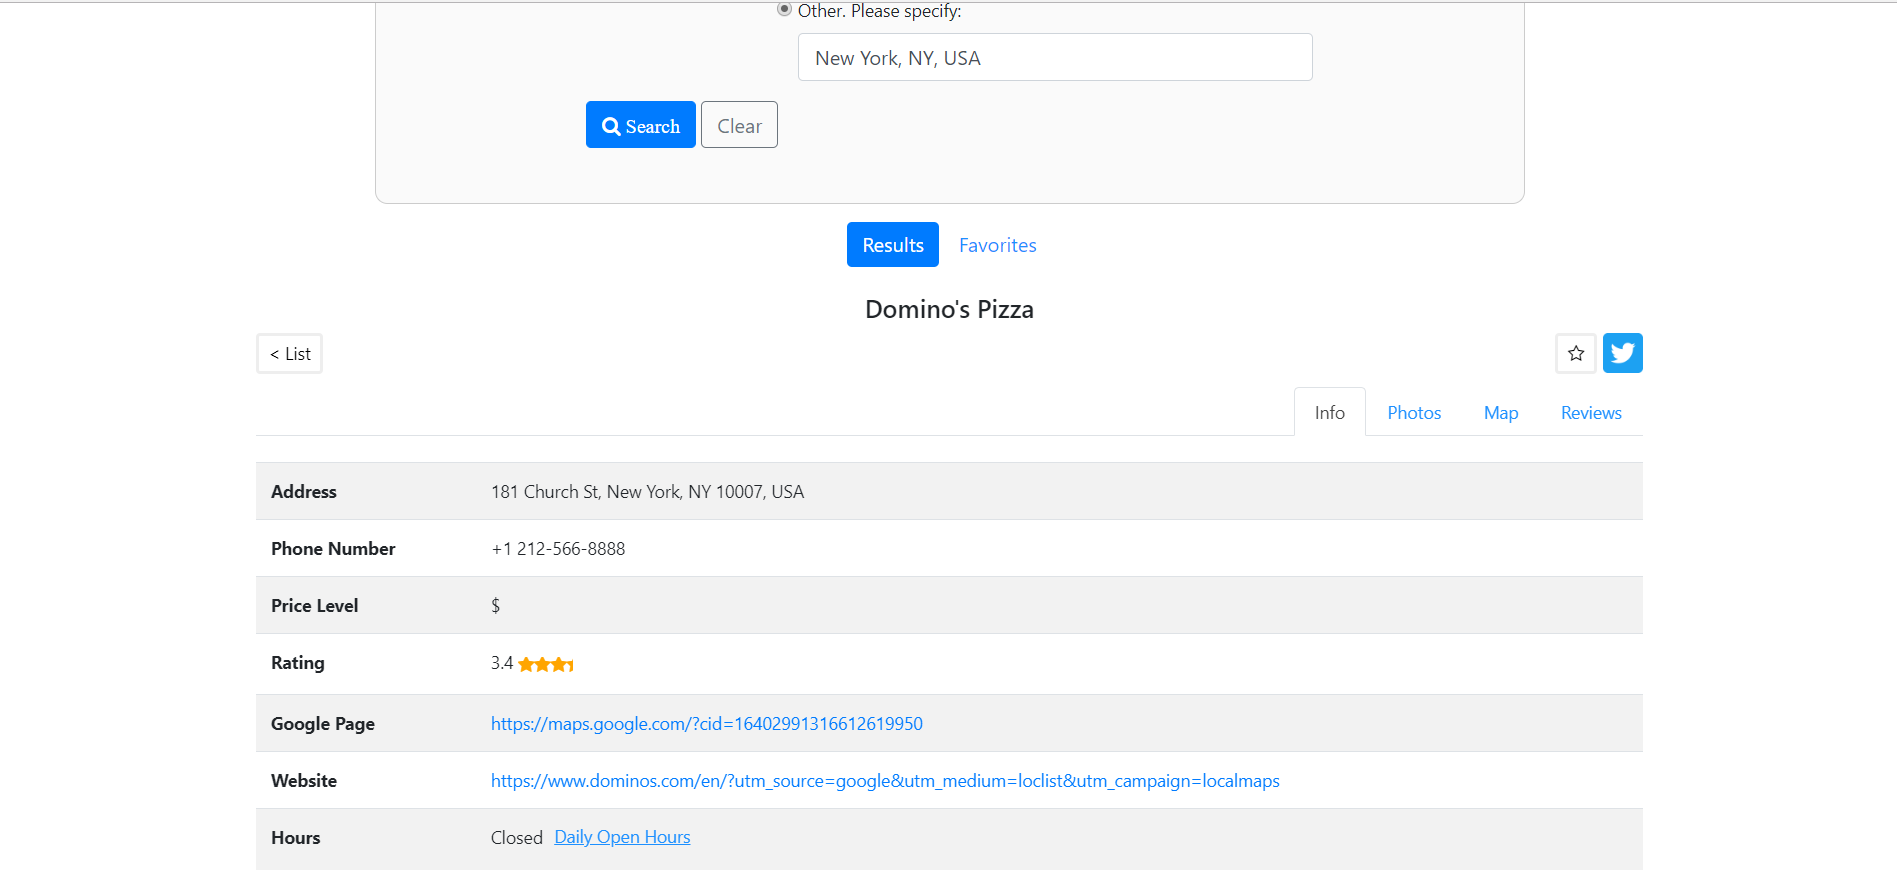 Other. Please specify:
New York, NY, USA
Search Clear
Results Favorites
Domino's Pizza
< List
Info Photos Map Reviews
Address 181 Church St, New York, NY 10007, USA
Phone Number +1 212-566-8888
Price Level $
Rating 3.4
Google Page https://maps.google.com/?cid=16402991316612619950
Website https://www.dominos.com/en/?utm_source=google&utm_medium=loclist&utm_campaign=localmaps
Hours Closed Daily Open Hours